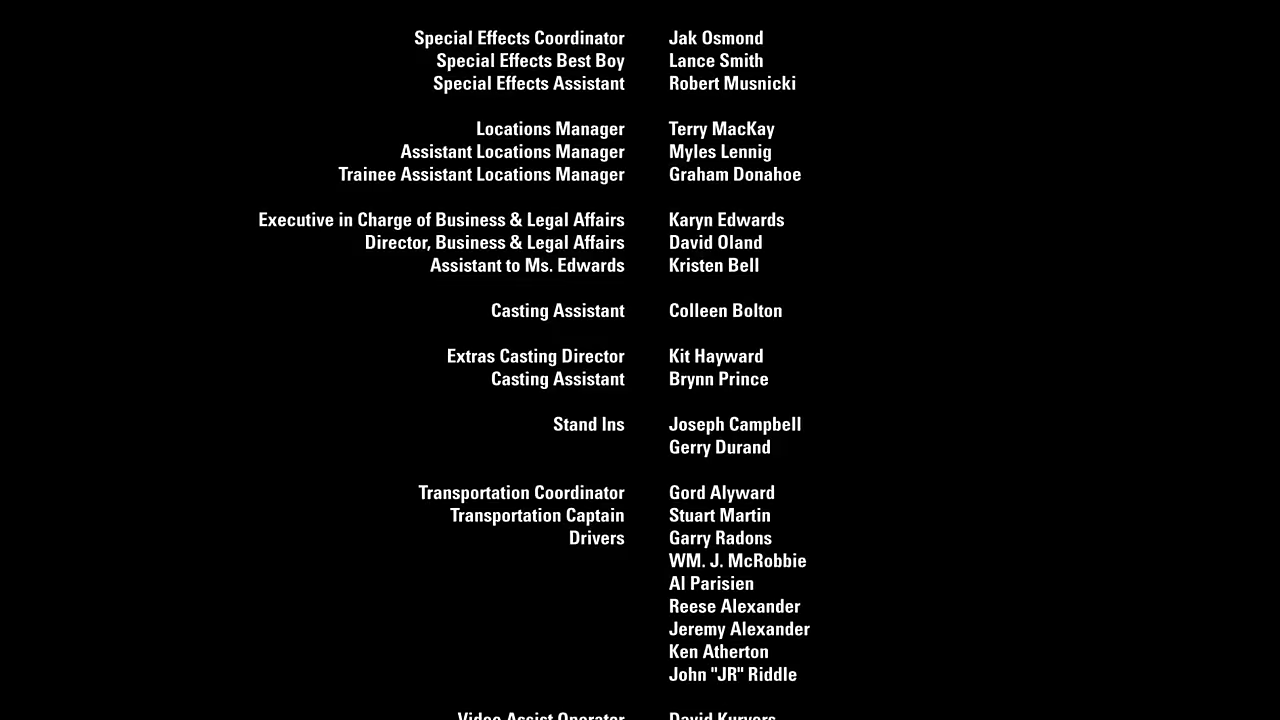 Special Effects Coordinator Jak Osmond
Special Effects Best Boy Lance Smith
Special Effects Assistant Robert Musnicki
Locations Manager Terry MacKay
Assistant Locations Manager Myles Lennig
Trainee Assistant Locations Manager Graham Donahoe
Executive in Charge of Business & Legal Affairs Karyn Edwards
Director, Business & Legal Affairs David Oland
Assistant to Ms. Edwards Kristen Bell
Casting Assistant Colleen Bolton
Extras Casting Director Kit Hayward
Casting Assistant Brynn Prince
Stand Ins Joseph Campbell
Gerry Durand
Transportation Coordinator Gord Alyward
Transportation Captain Stuart Martin
Drivers Garry Radons
WM. J. McRobbie
Al Parisien
Reese Alexander
Jeremy Alexander
Ken Atherton
John "JR" Riddle
Video Assist Operator David